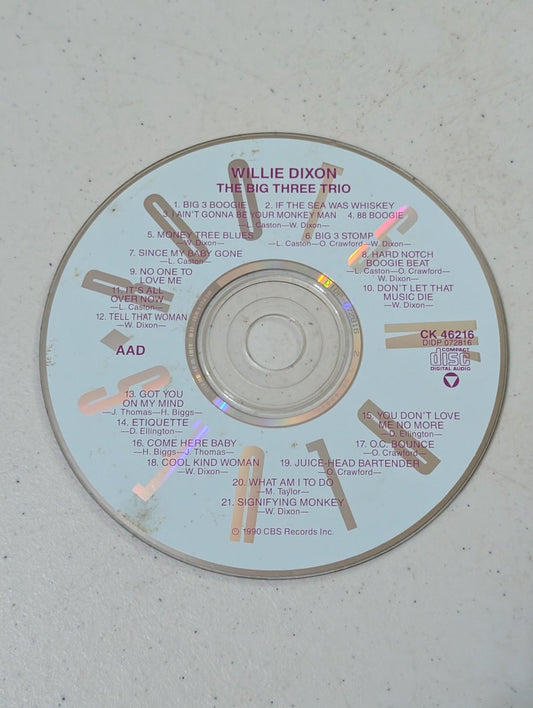 WILLIE DIXON
THE BIG THREE TRIO
1. BIG 3 BOOGIE 2. IF THE SEA WAS WHISKEY
3. I AIN'T GONNA BE YOUR MONKEY MAN 4. 88 BOOGIE
L. Caston—W. Dixon—
5. MONEY TREE BLUES
—W. Dixon—
6. BIG 3 STOMP
—L. Caston—O. Crawford—W. Dixon—
7. SINCE MY BABY GONE
—L. Caston—
8. HARD NOTCH
BOOGIE BEAT
—L. Caston—O. Crawford—
W. Dixon—
9. NO ONE TO
LOVE ME
10. DON'T LET THAT
MUSIC DIE
—W. Dixon—
11. IT'S ALL
OVER NOW
—L. Caston—
12. TELL THAT WOMAN
—W. Dixon—
AAD
CK 46216
DIDP 072816
COMPACT
disc
DIGITAL AUDIO
13. GOT YOU
ON MY MIND
—J. Thomas—H. Biggs—
14. ETIQUETTE
—D. Ellington—
15. YOU DON'T LOVE
ME NO MORE
—D. Ellington—
16. COME HERE BABY
—H. Biggs—J. Thomas—
17. O.C. BOUNCE
—O. Crawford—
18. COOL KIND WOMAN
—W. Dixon—
19. JUICE-HEAD BARTENDER
—O. Crawford—
20. WHAT AM I TO DO
—M. Taylor—
21. SIGNIFYING MONKEY
—W. Dixon—
℗ 1990 CBS Records Inc.